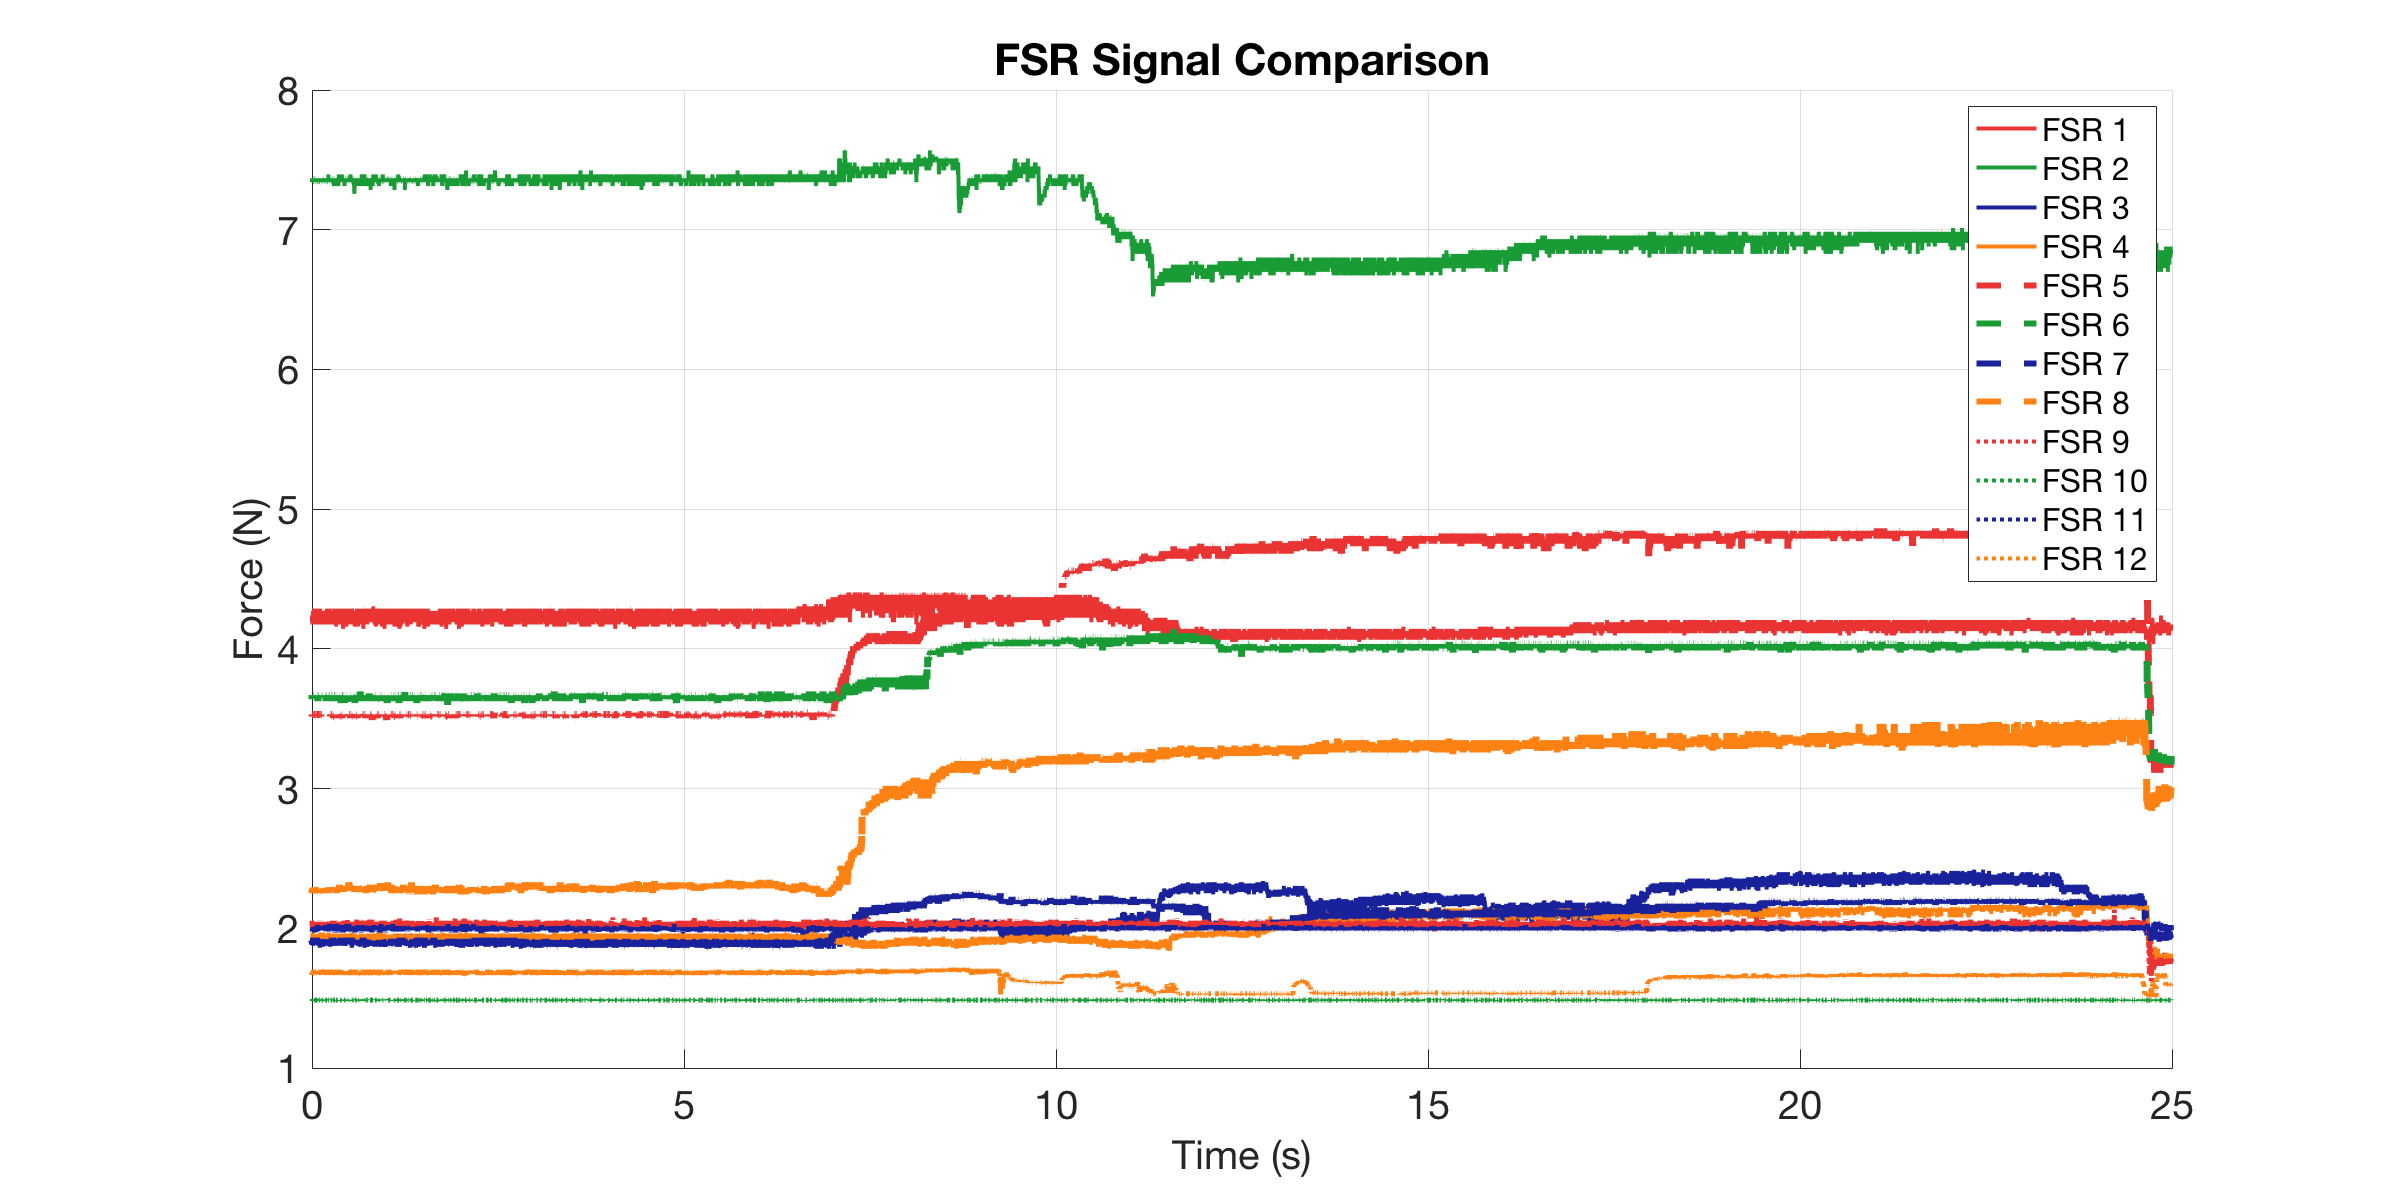 FSR Signal Comparison
8
7
6
5
4
3
2
1
Force (N)
FSR 1
FSR 2
FSR 3
FSR 4
FSR 5
FSR 6
FSR 7
FSR 8
FSR 9
FSR 10
FSR 11
FSR 12
0 5 10 15 20 25
Time (s)